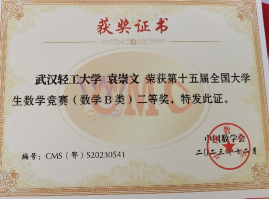 获奖证书
武汉轻工大学 袁崇文 荣获第十五届全国大学
生数学竞赛（数学B类）二等奖，特发此证。
中国数学会
编号：CMS（鄂）S20230541
二〇二三年十二月